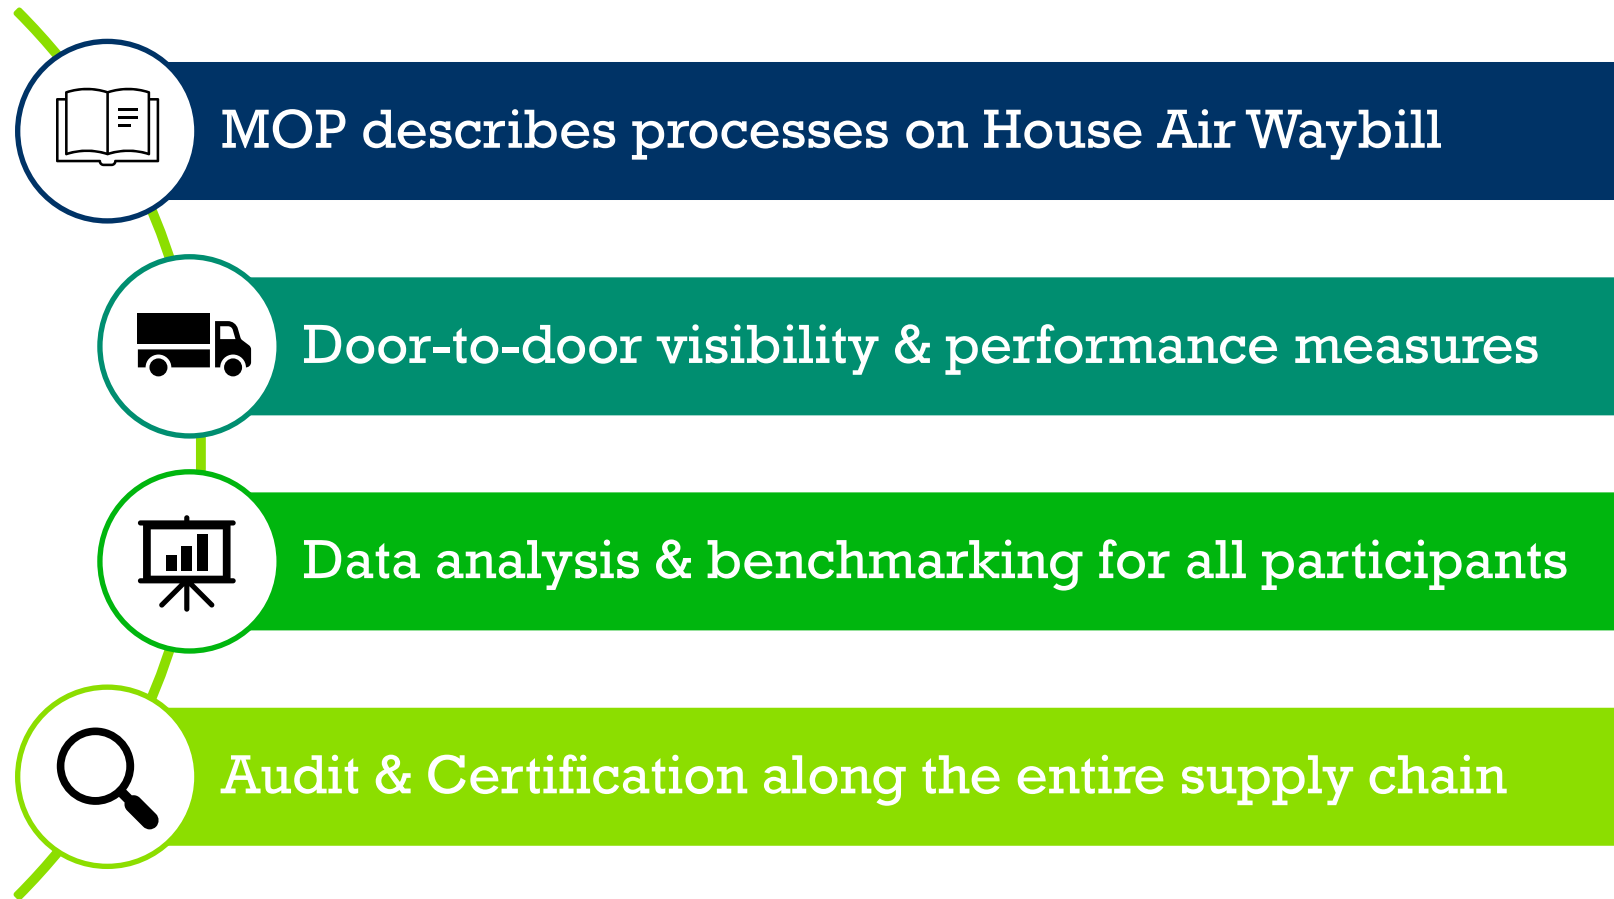 MOP describes processes on House Air Waybill
Door-to-door visibility & performance measures
Data analysis & benchmarking for all participants
Audit & Certification along the entire supply chain